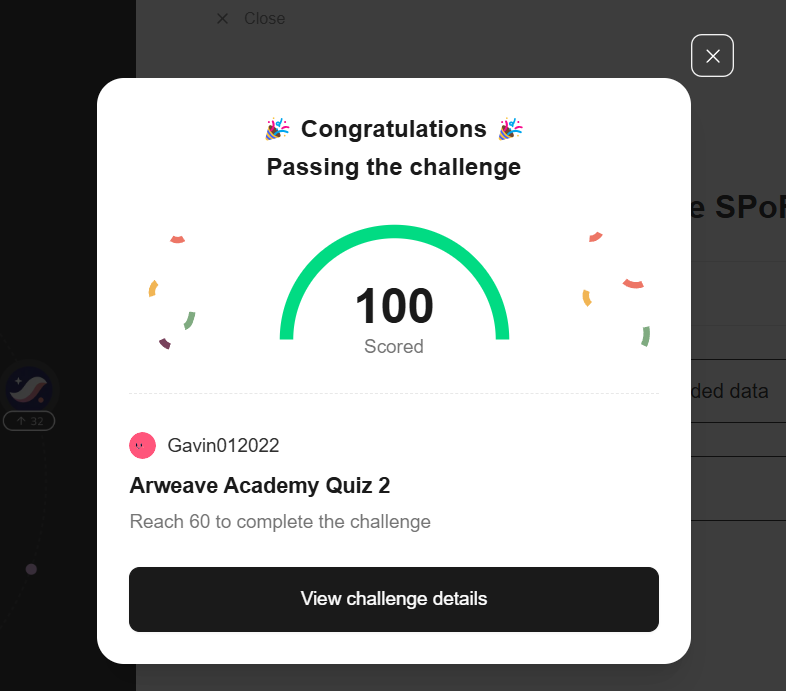 Close
Congratulations
Passing the challenge
e SPoR
100
Scored
ded data
32
Gavin012022
Arweave Academy Quiz 2
Reach 60 to complete the challenge
View challenge details